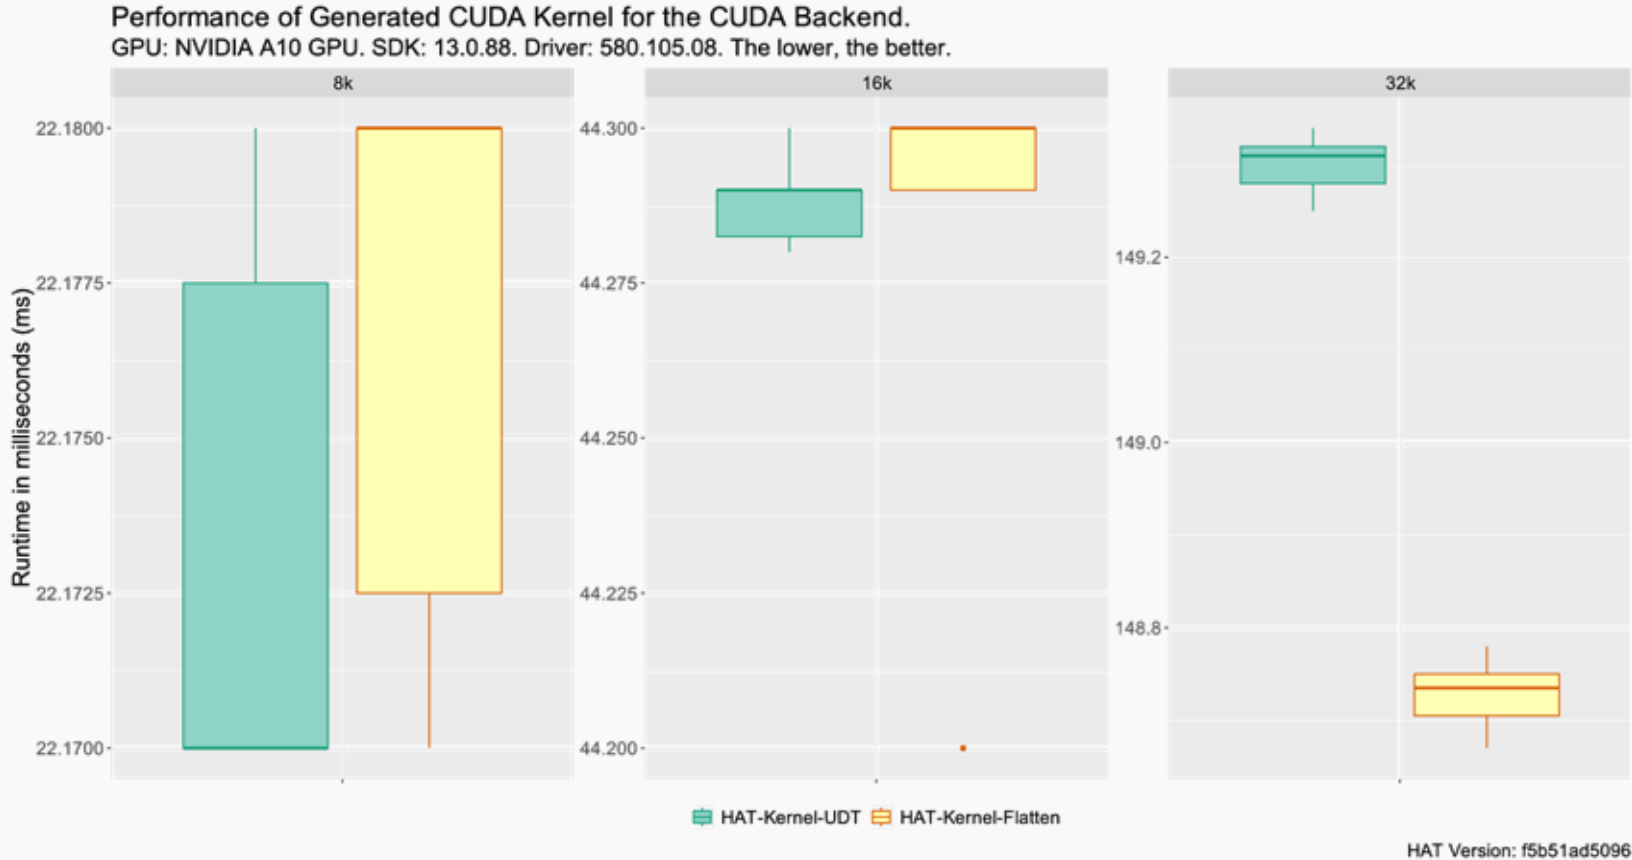 Performance of Generated CUDA Kernel for the CUDA Backend.
GPU: NVIDIA A10 GPU. SDK: 13.0.88. Driver: 580.105.08. The lower, the better.
8k
16k
32k
Runtime in milliseconds (ms)
22.1800
22.1775
22.1750
22.1725
22.1700
44.300
44.275
44.250
44.225
44.200
149.2
149.0
148.8
HAT-Kernel-UDT
HAT-Kernel-Flatten
HAT Version: f5b51ad5096